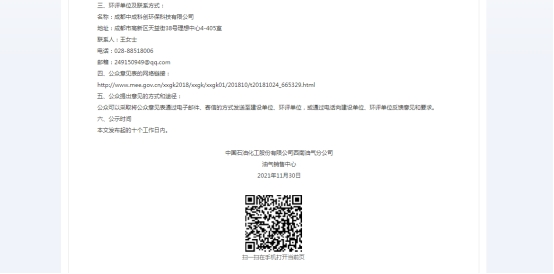 三、环评单位及联系方式：
名称：成都中成科创环保科技有限公司
地址：成都市高新区天益街38号理想中心4-405室
联系人：王女士
电话：028-88518006
邮箱：249150949@qq.com
四、公众意见表的网络链接：
http://www.mee.gov.cn/xxgk2018/xxgk/xxgk01/201810/t20181024_665329.html
五、公众提出意见的方式和途径：
公众可以采取将公众意见表通过电子邮件、寄信的方式发送至建设单位、环评单位，或通过电话向建设单位、环评单位反馈意见和要求。
六、公示时间
本文发布起的十个工作日内。
中国石油化工股份有限公司西南油气分公司
油气销售中心
2021年11月30日
扫一扫在手机打开当前页